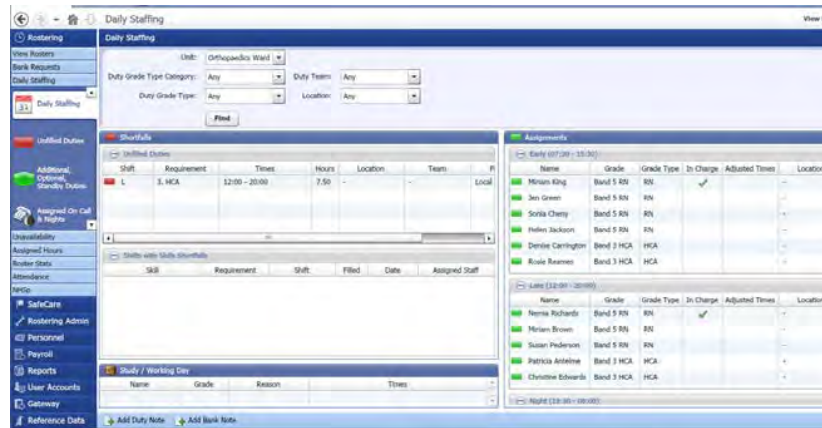 Daily Staffing
View
Rostering
Daily Staffing
View Rosters
Bank Requests
Daily Staffing
Daily Staffing
Unfilled Duties
Additional, Optional, Standby Duties
Assigned On Call & Nights
Unavailability
Assigned Hours
Roster Stats
Attendance
SafeCare
Rostering Admin
Personnel
Payroll
Reports
User Accounts
Gateway
Reference Data
Unit: Orthopaedics Ward
Duty Grade Type Category: Any Duty Team: Any
Duty Grade Type: Any Location: Any
Find
Shortfalls
Unfilled Duties
Shift Requirement Times Hours Location Team
L 3. HCA 12:00 - 20:00 7.50 - - Local
Shifts with Skills Shortfalls
Skill Requirement Shift Filled Date Assigned Staff
Study / Working Day
Name Grade Reason Times
Add Duty Note Add Bank Note
Assignments
Early (07:30 - 15:30)
Name Grade Grade Type In Charge Adjusted Times Location
Miriam King Band 5 RN RN -
Jen Green Band 5 RN RN -
Sonia Cherry Band 5 RN RN -
Helen Jackson Band 5 RN RN -
Denise Carrington Band 3 HCA HCA -
Rosie Reames Band 3 HCA HCA -
Late (12:00 - 20:00)
Name Grade Grade Type In Charge Adjusted Times Location
Nernia Richards Band 5 RN RN -
Miriam Brown Band 5 RN RN -
Susan Pederson Band 5 RN RN -
Patricia Antelme Band 3 HCA HCA -
Christine Edwards Band 3 HCA HCA -